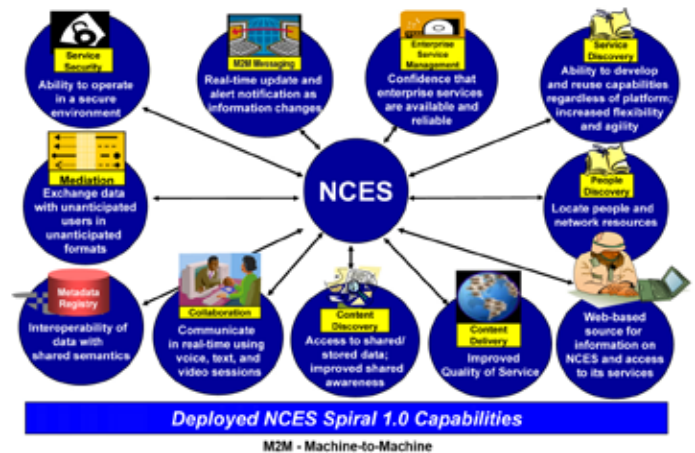 Service
Security
Ability to operate
in a secure
environment
M2M Messaging
Real-time update and
alert notification as
information changes
Enterprise
Service
Management
Confidence that
enterprise services
are available and
reliable
Service
Discovery
Ability to develop
and reuse capabilities
regardless of platform;
increased flexibility
and agility
NCES
Mediation
Exchange data
with unanticipated
users in
unanticipated
formats
People
Discovery
Locate people and
network resources
Metadata
Registry
Interoperability of
data with
shared semantics
Collaboration
Communicate
in real-time using
voice, text, and
video sessions
Content
Discovery
Access to shared/
stored data;
improved shared
awareness
Content
Delivery
Improved
Quality of Service
Web-based
source for
information on
NCES and access
to its services
Deployed NCES Spiral 1.0 Capabilities
M2M - Machine-to-Machine